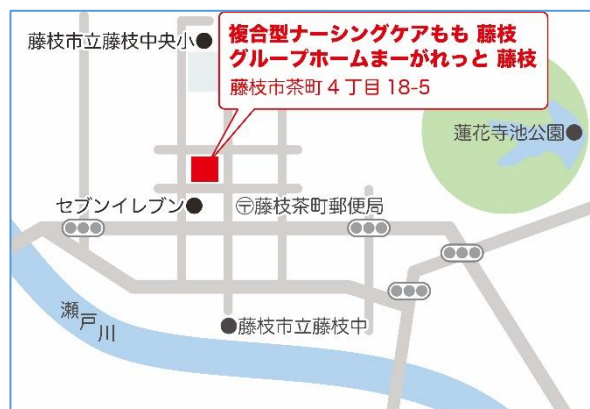 藤枝市立藤枝中央小
複合型ナーシングケアもも 藤枝
グループホームまーがれっと 藤枝
藤枝市茶町4丁目18-5
蓮花寺池公園
セブンイレブン
〶藤枝茶町郵便局
瀬戸川
藤枝市立藤枝中